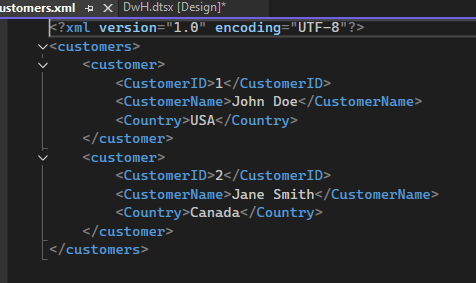 ustomers.xml DwH.dtsx [Design]*
<?xml version="1.0" encoding="UTF-8"?>
<customers>
<customer>
<CustomerID>1</CustomerID>
<CustomerName>John Doe</CustomerName>
<Country>USA</Country>
</customer>
<customer>
<CustomerID>2</CustomerID>
<CustomerName>Jane Smith</CustomerName>
<Country>Canada</Country>
</customer>
</customers>